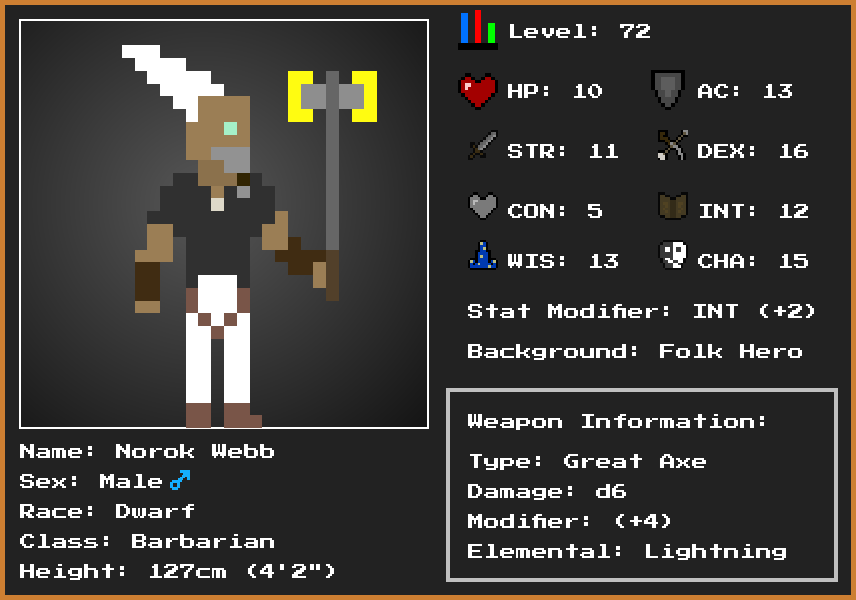 Level: 72
HP: 10
AC: 13
STR: 11
DEX: 16
CON: 5
INT: 12
WIS: 13
CHA: 15
Stat Modifier: INT (+2)
Background: Folk Hero
Weapon Information:
Type: Great Axe
Damage: d6
Modifier: (+4)
Elemental: Lightning
Name: Norok Webb
Sex: Male♂
Race: Dwarf
Class: Barbarian
Height: 127cm (4'2")